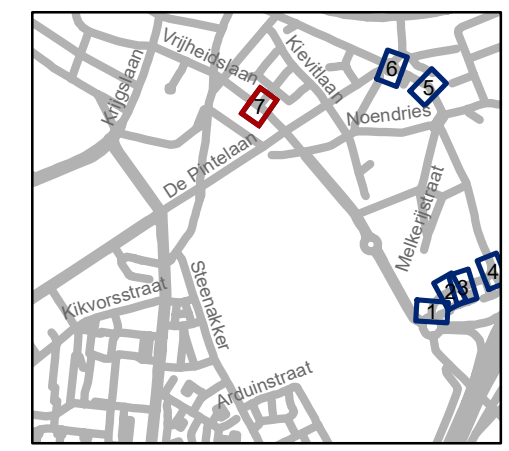 Vrijheidslaan
Kievitlaan
Krijgslaan
6
5
7
Noendries
De Pintelaan
Melkerijstraat
Steenakker
4
2
3
1
Kikvorsstraat
Arduinstraat